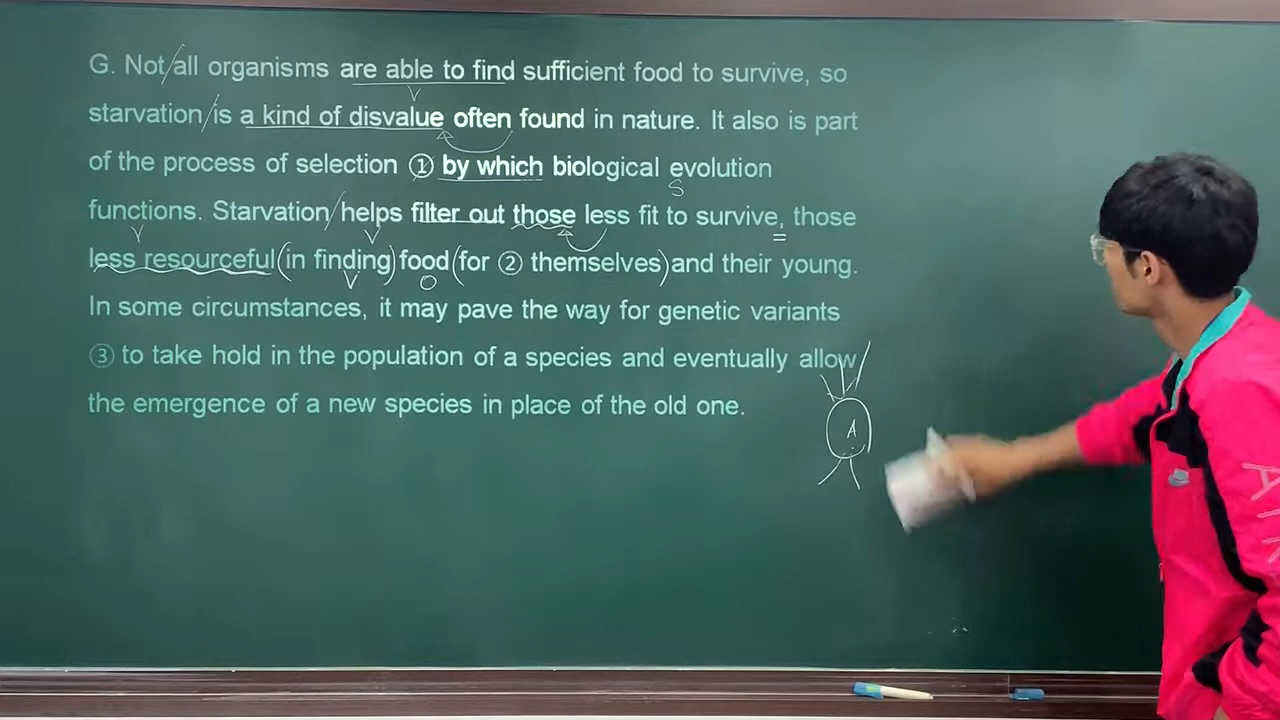 G. Not all organisms are able to find sufficient food to survive, so
starvation is a kind of disvalue often found in nature. It also is part
of the process of selection ① by which biological evolution
S
functions. Starvation helps filter out those less fit to survive, those
V V
less resourceful (in finding) food (for ② themselves) and their young.
V O
In some circumstances, it may pave the way for genetic variants
③ to take hold in the population of a species and eventually allow
the emergence of a new species in place of the old one.
A